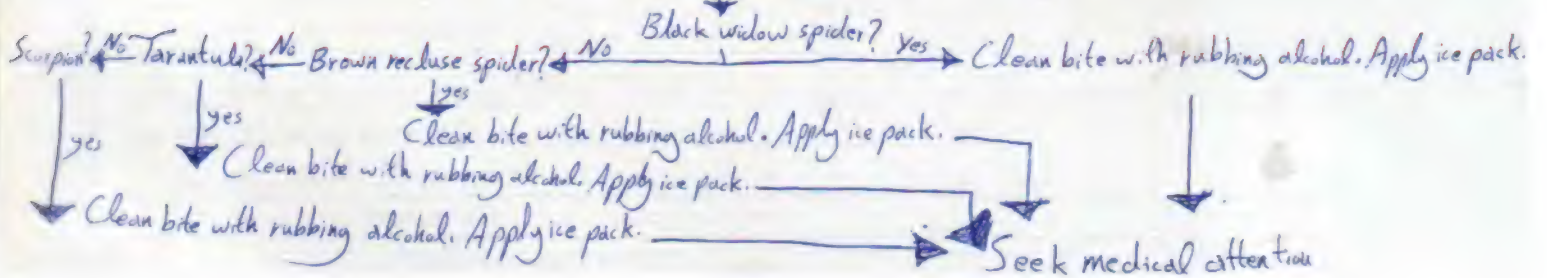 Black widow spider? Yes Clean bite with rubbing alcohol. Apply ice pack.
Scorpion? No Tarantula? No Brown recluse spider? No
yes
Clean bite with rubbing alcohol. Apply ice pack.
yes
Clean bite with rubbing alcohol. Apply ice pack.
yes
Clean bite with rubbing alcohol. Apply ice pack.
Seek medical attention